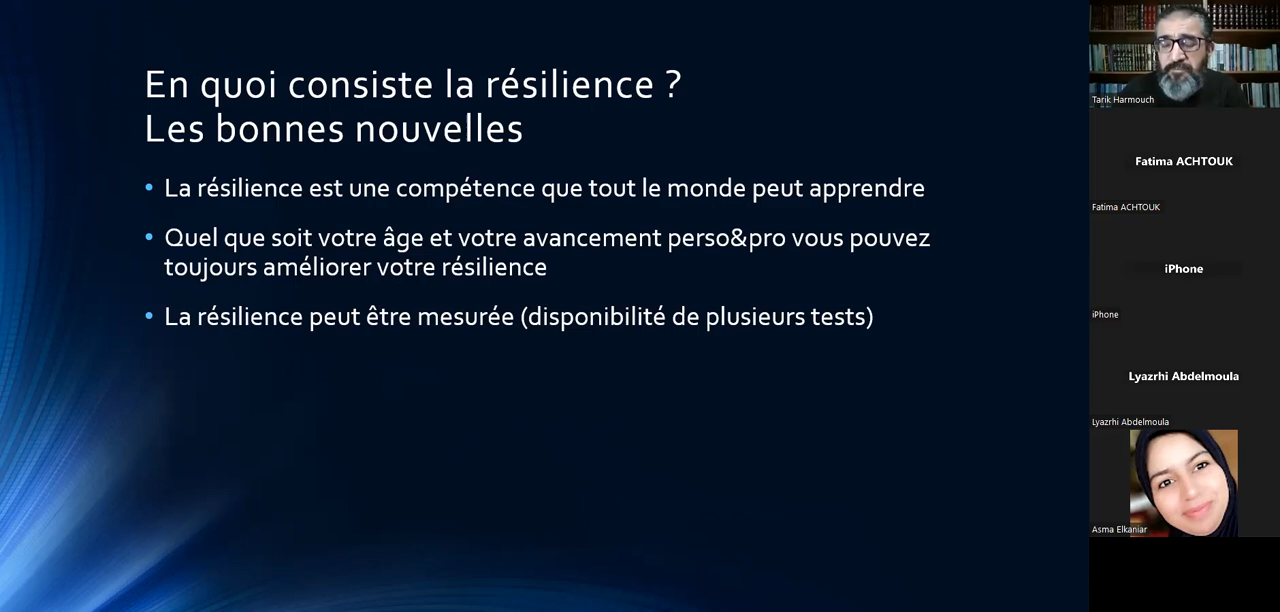 En quoi consiste la résilience ?
Les bonnes nouvelles
• La résilience est une compétence que tout le monde peut apprendre
• Quel que soit votre âge et votre avancement perso&pro vous pouvez
toujours améliorer votre résilience
• La résilience peut être mesurée (disponibilité de plusieurs tests)
Tarik Harmouch
Fatima ACHTOUK
Fatima ACHTOUK
iPhone
iPhone
Lyazrhi Abdelmoula
Lyazrhi Abdelmoula
Asma Elkaniar